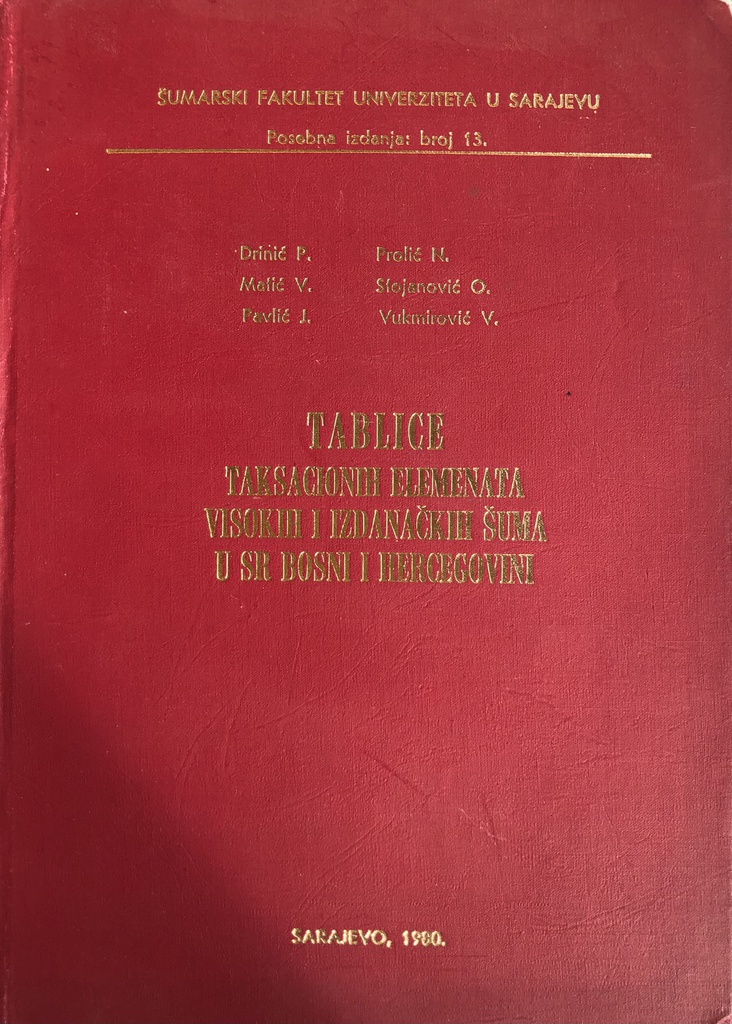 ŠUMARSKI FAKULTET UNIVERZITETA U SARAJEVU
Posebna izdanja: broj 13.
Drinić P. Prolić N.
Matić V. Stojanović O.
Pavlić J. Vukmirović V.
TABLICE
TAKSACIONIH ELEMENATA
VISOKIH I IZDANAČKIH ŠUMA
U SR BOSNI I HERCEGOVINI
SARAJEVO, 1980.